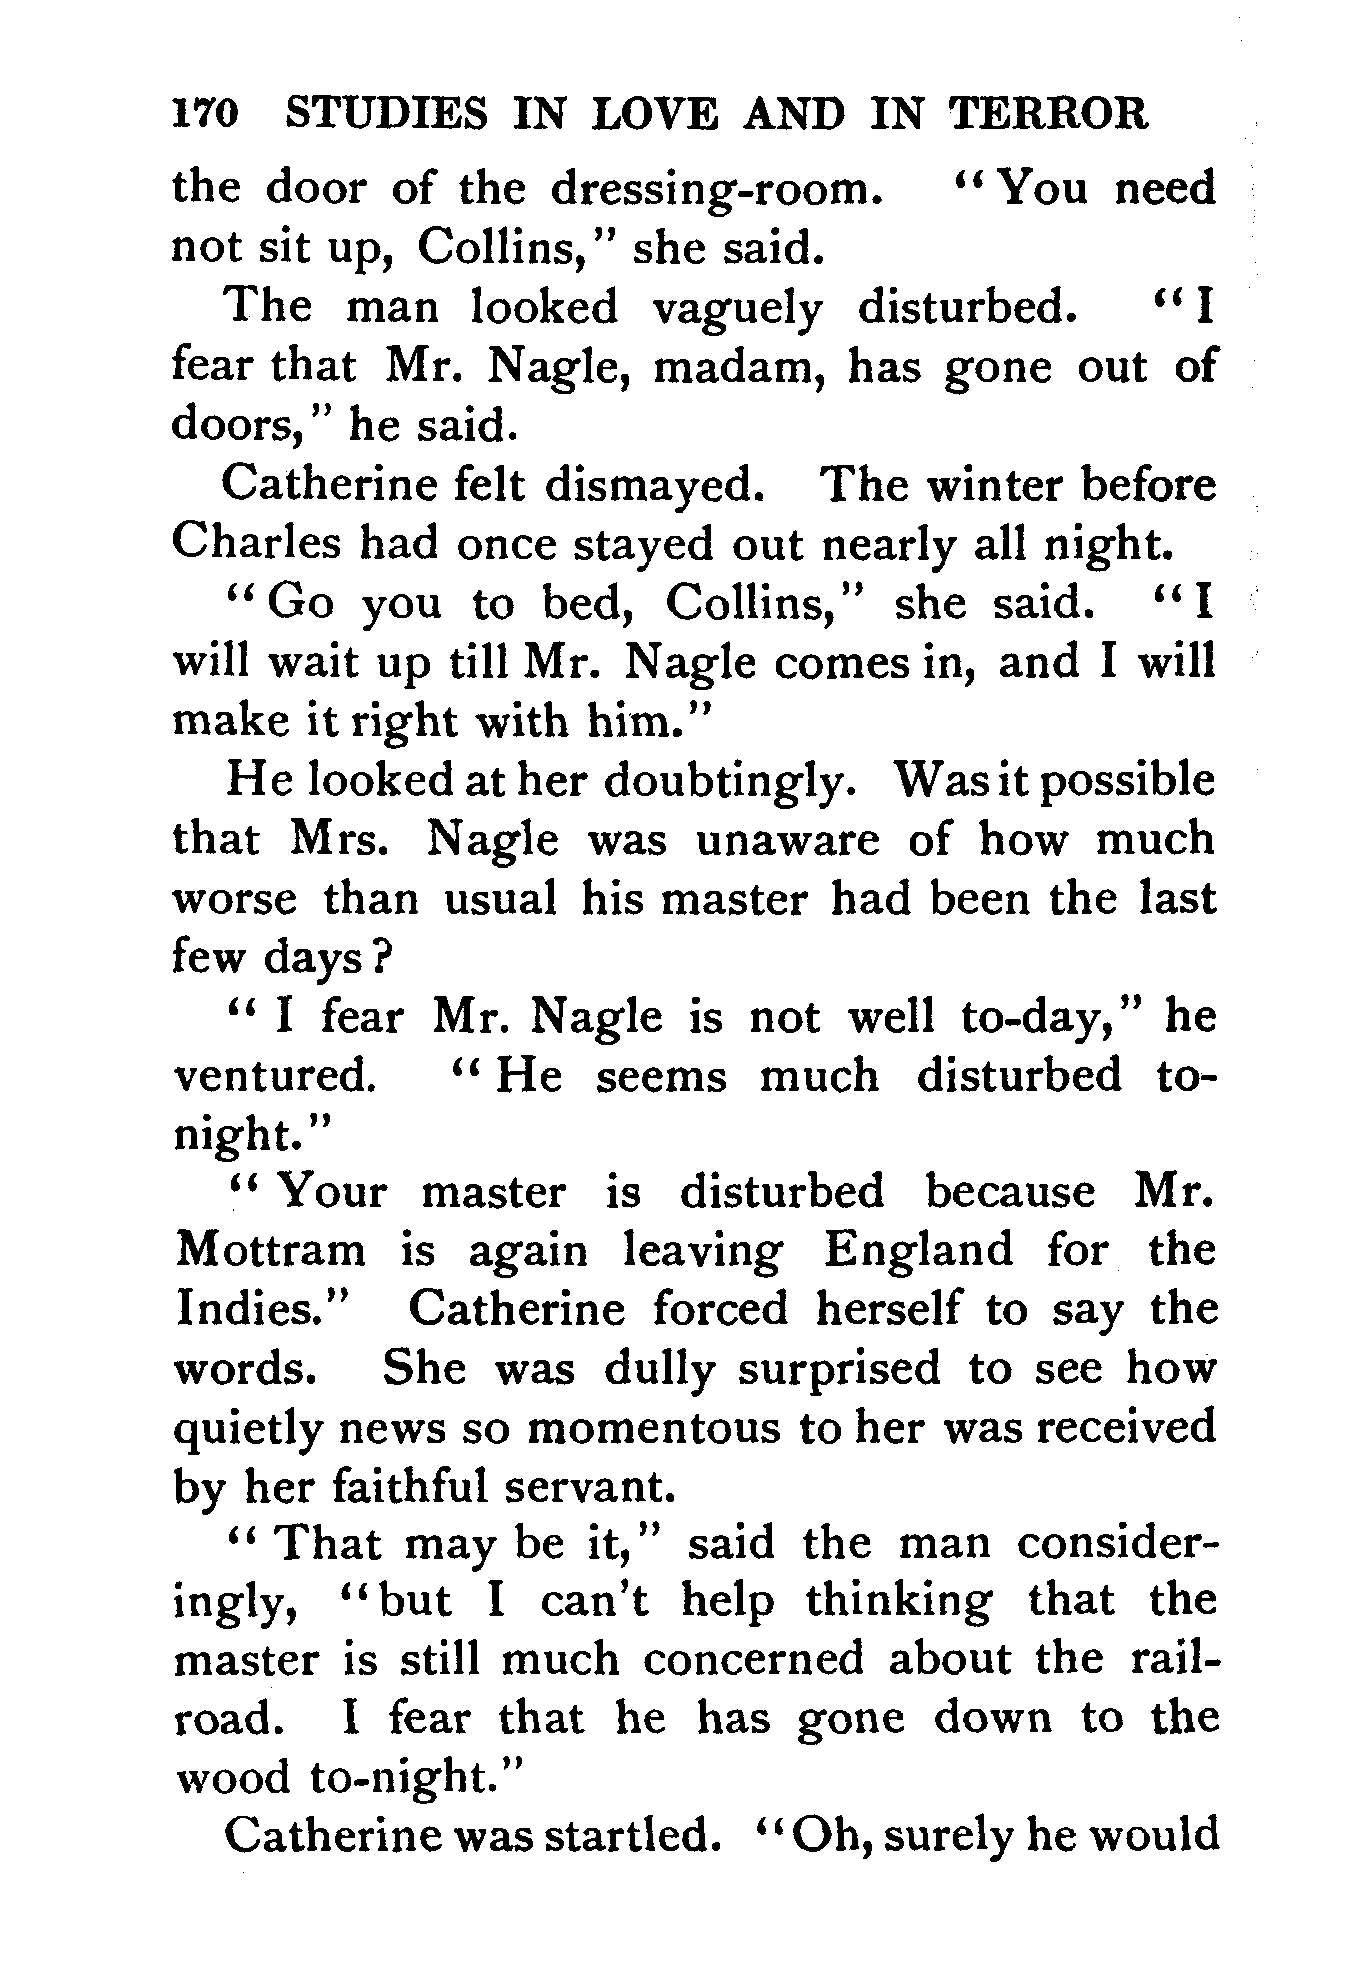 170 STUDIES IN LOVE AND IN TERROR
the door of the dressing-room. "You need
not sit up, Collins," she said.
The man looked vaguely disturbed. "I
fear that Mr. Nagle, madam, has gone out of
doors," he said.
Catherine felt dismayed. The winter before
Charles had once stayed out nearly all night.
"Go you to bed, Collins," she said. "I
will wait up till Mr. Nagle comes in, and I will
make it right with him."
He looked at her doubtingly. Was it possible
that Mrs. Nagle was unaware of how much
worse than usual his master had been the last
few days?
"I fear Mr. Nagle is not well to-day," he
ventured. "He seems much disturbed to-
night."
"Your master is disturbed because Mr.
Mottram is again leaving England for the
Indies." Catherine forced herself to say the
words. She was dully surprised to see how
quietly news so momentous to her was received
by her faithful servant.
"That may be it," said the man consider-
ingly, "but I can't help thinking that the
master is still much concerned about the rail-
road. I fear that he has gone down to the
wood to-night."
Catherine was startled. "Oh, surely he would